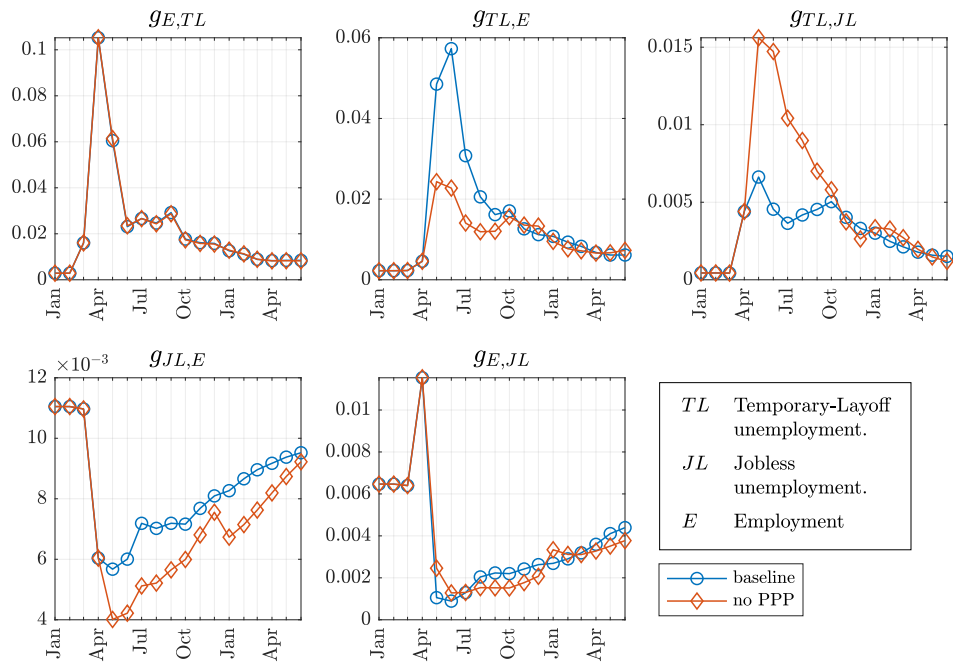 g_{E,TL}
0.1
0.08
0.06
0.04
0.02
0
Jan
Apr
Jul
Oct
Jan
Apr
g_{TL,E}
0.06
0.04
0.02
0
Jan
Apr
Jul
Oct
Jan
Apr
g_{TL,JL}
0.015
0.010
0.005
0
Jan
Apr
Jul
Oct
Jan
Apr
g_{JL,E}
×10^{-3}
12
10
8
6
4
Jan
Apr
Jul
Oct
Jan
Apr
g_{E,JL}
0.01
0.008
0.006
0.004
0.002
0
Jan
Apr
Jul
Oct
Jan
Apr
TL Temporary-Layoff
unemployment.
JL Jobless
unemployment.
E Employment
baseline
no PPP